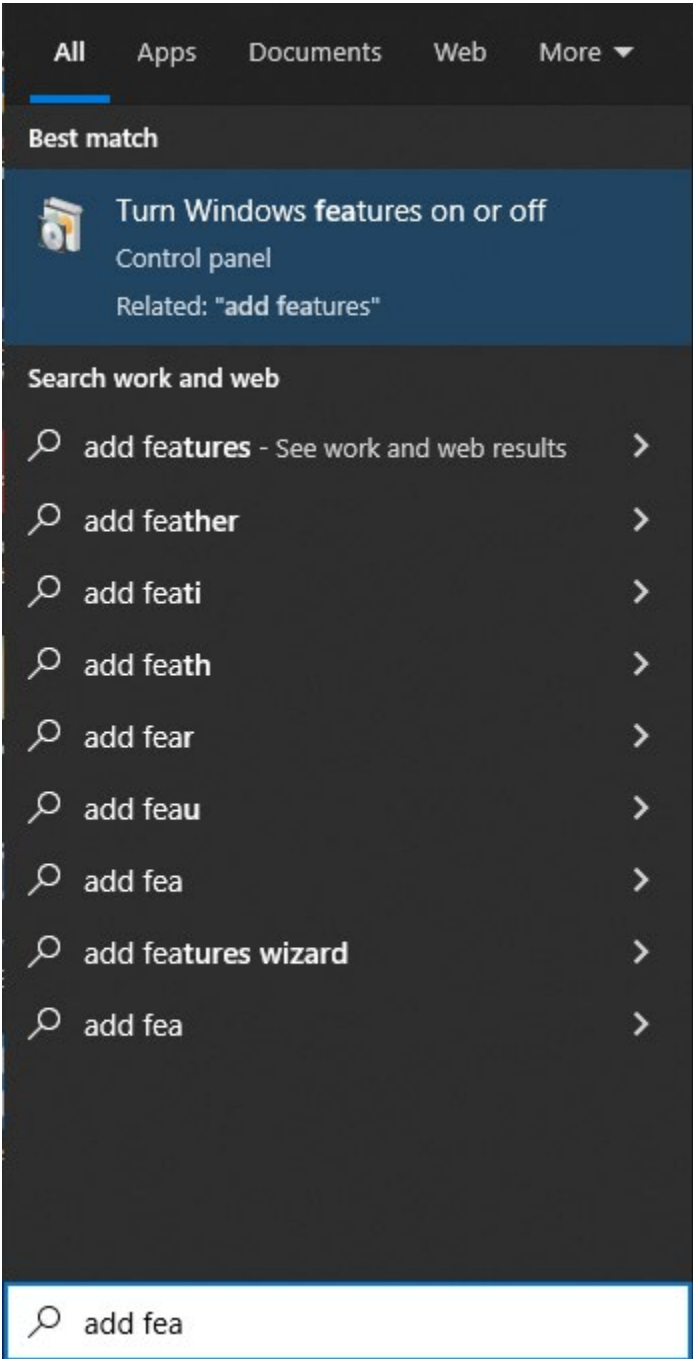 All Apps Documents Web More
Best match
Turn Windows features on or off
Control panel
Related: "add features"
Search work and web
add features - See work and web results
add feather
add feati
add feath
add fear
add feau
add fea
add features wizard
add fea
add fea